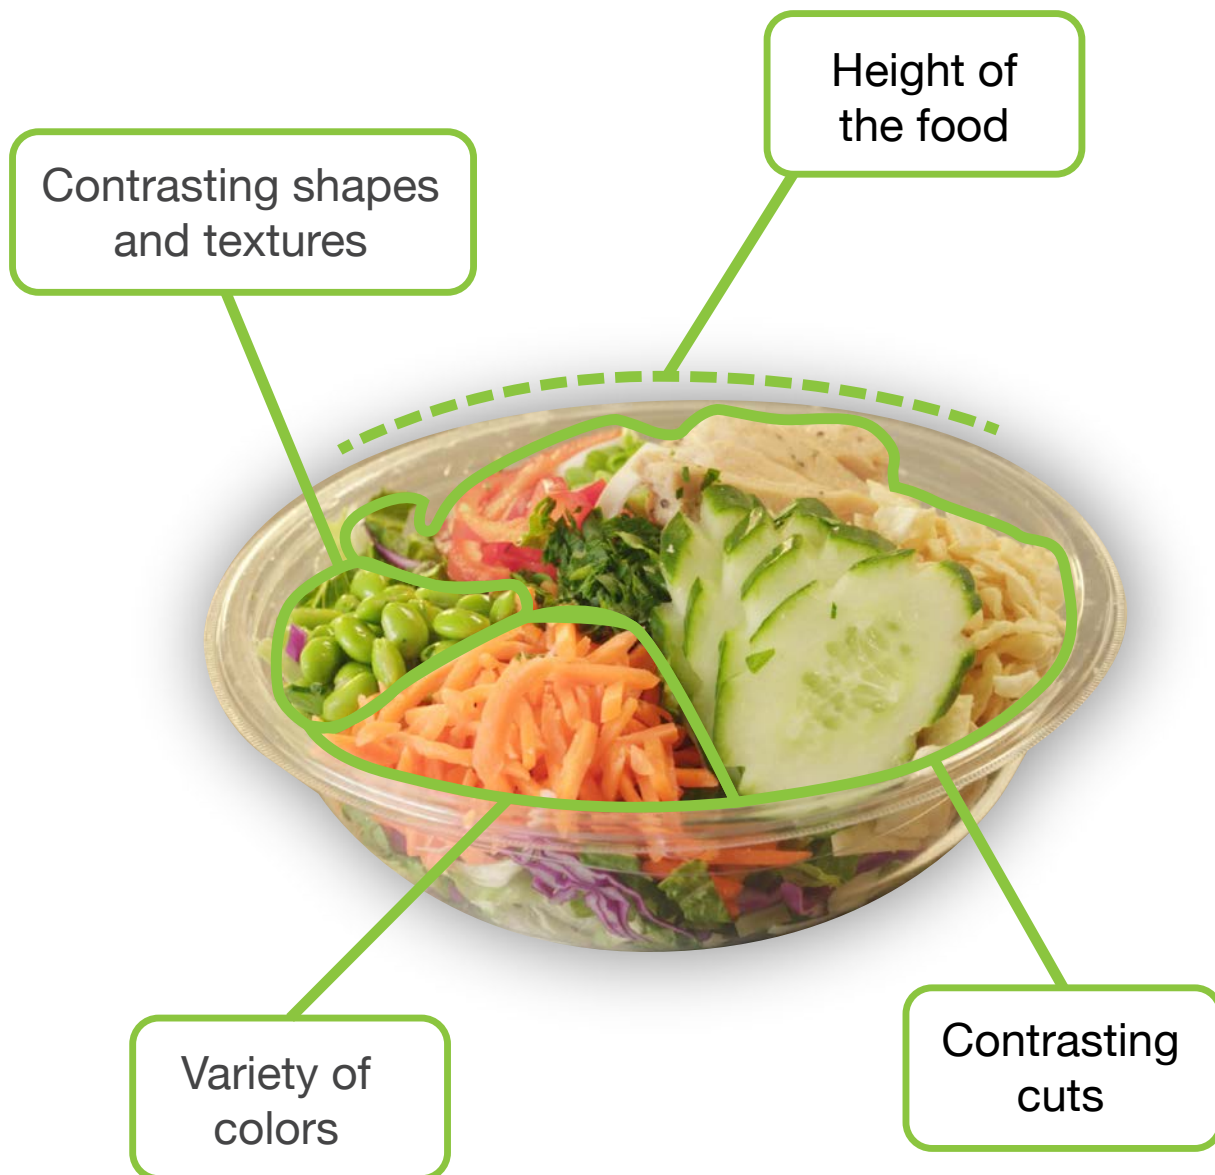 Height of
the food
Contrasting shapes
and textures
Variety of
colors
Contrasting
cuts